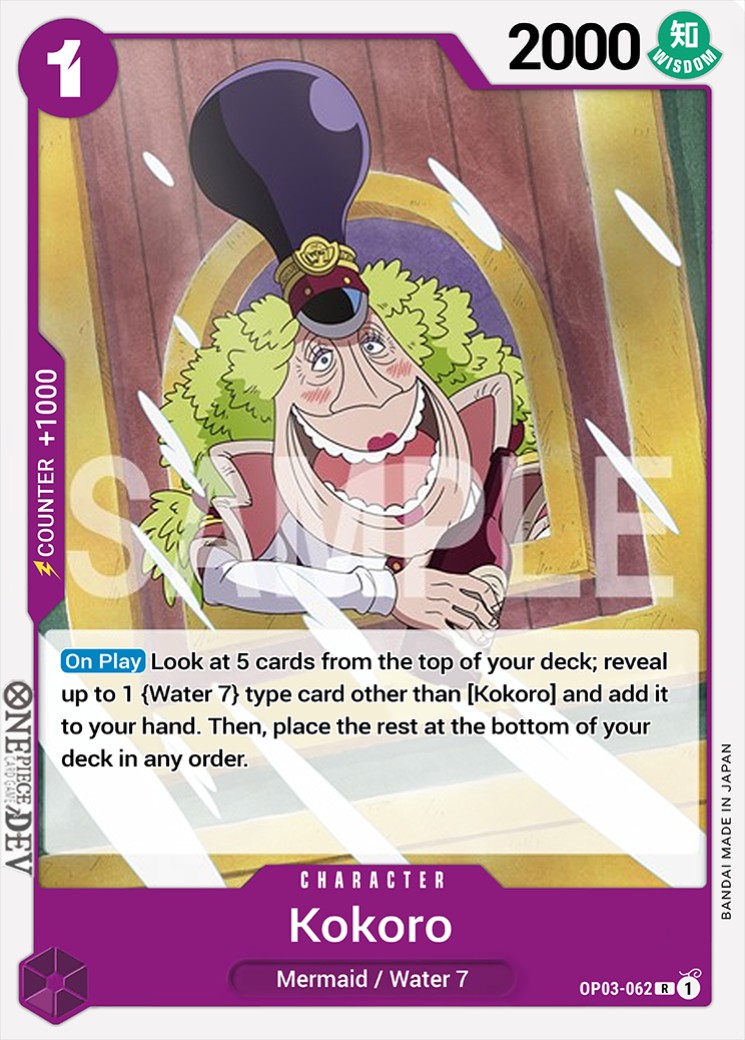 1
2000
知
WISDOM
COUNTER +1000
SAMPLE
On Play Look at 5 cards from the top of your deck; reveal
up to 1 {Water 7} type card other than [Kokoro] and add it
to your hand. Then, place the rest at the bottom of your
deck in any order.
ONE PIECE
CARD GAME
.DEV
BANDAI MADE IN JAPAN
CHARACTER
Kokoro
Mermaid / Water 7
OP03-062 R 1